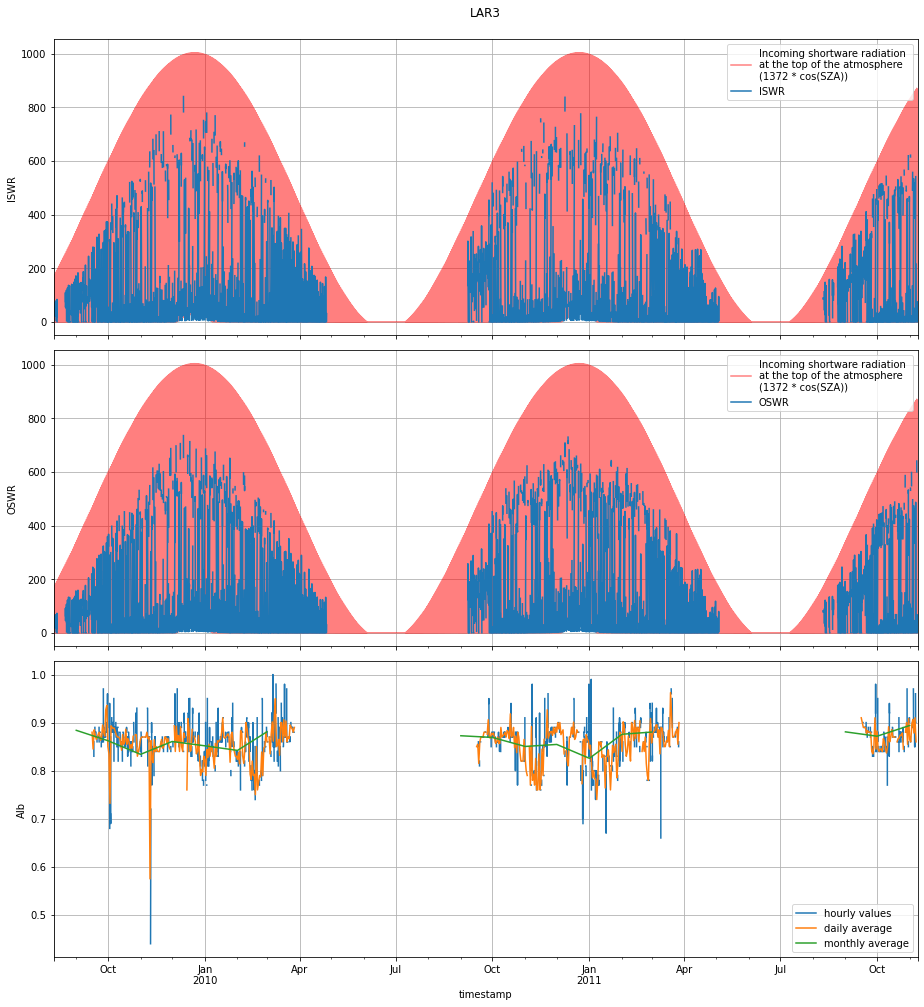 LAR3
1000
800
600
400
200
0
ISWR
Incoming shortware radiation
at the top of the atmosphere
(1372 * cos(SZA))
ISWR
1000
800
600
400
200
0
OSWR
Incoming shortware radiation
at the top of the atmosphere
(1372 * cos(SZA))
OSWR
1.0
0.9
0.8
0.7
0.6
0.5
Alb
hourly values
daily average
monthly average
Oct Jan Apr Jul Oct Jan Apr Jul Oct
2010 2011
timestamp